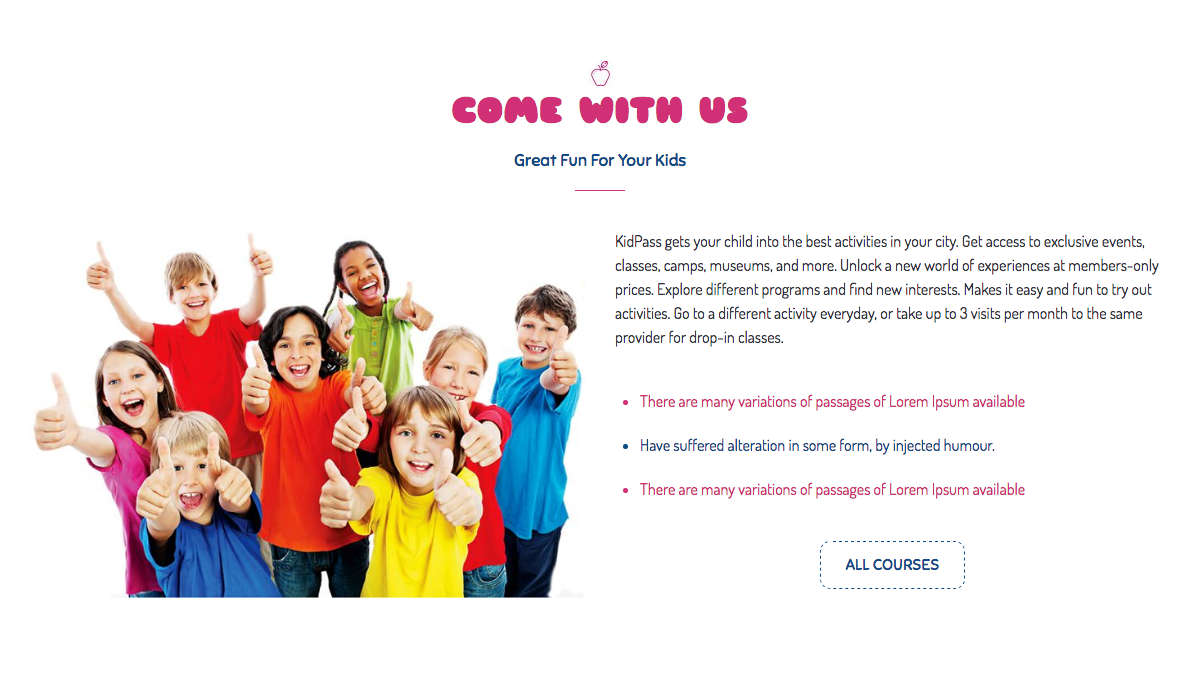 COME WITH US
Great Fun For Your Kids
KidPass gets your child into the best activities in your city. Get access to exclusive events,
classes, camps, museums, and more. Unlock a new world of experiences at members-only
prices. Explore different programs and find new interests. Makes it easy and fun to try out
activities. Go to a different activity everyday, or take up to 3 visits per month to the same
provider for drop-in classes.
There are many variations of passages of Lorem Ipsum available
Have suffered alteration in some form, by injected humour.
There are many variations of passages of Lorem Ipsum available
ALL COURSES